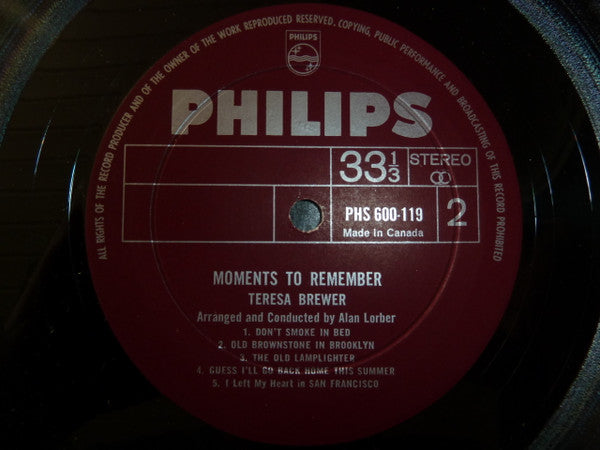 ALL RIGHTS OF THE RECORD PRODUCER AND OF THE OWNER OF THE WORK REPRODUCED RESERVED. COPYING, PUBLIC PERFORMANCE AND BROADCASTING OF THIS RECORD PROHIBITED
PHILIPS
PHILIPS
33 1/3 STEREO
PHS 600-119
Made in Canada
2
MOMENTS TO REMEMBER
TERESA BREWER
Arranged and Conducted by Alan Lorber
1. DON'T SMOKE IN BED
2. OLD BROWNSTONE IN BROOKLYN
3. THE OLD LAMPLIGHTER
4. GUESS I'LL GO BACK HOME THIS SUMMER
5. I Left My Heart in SAN FRANCISCO